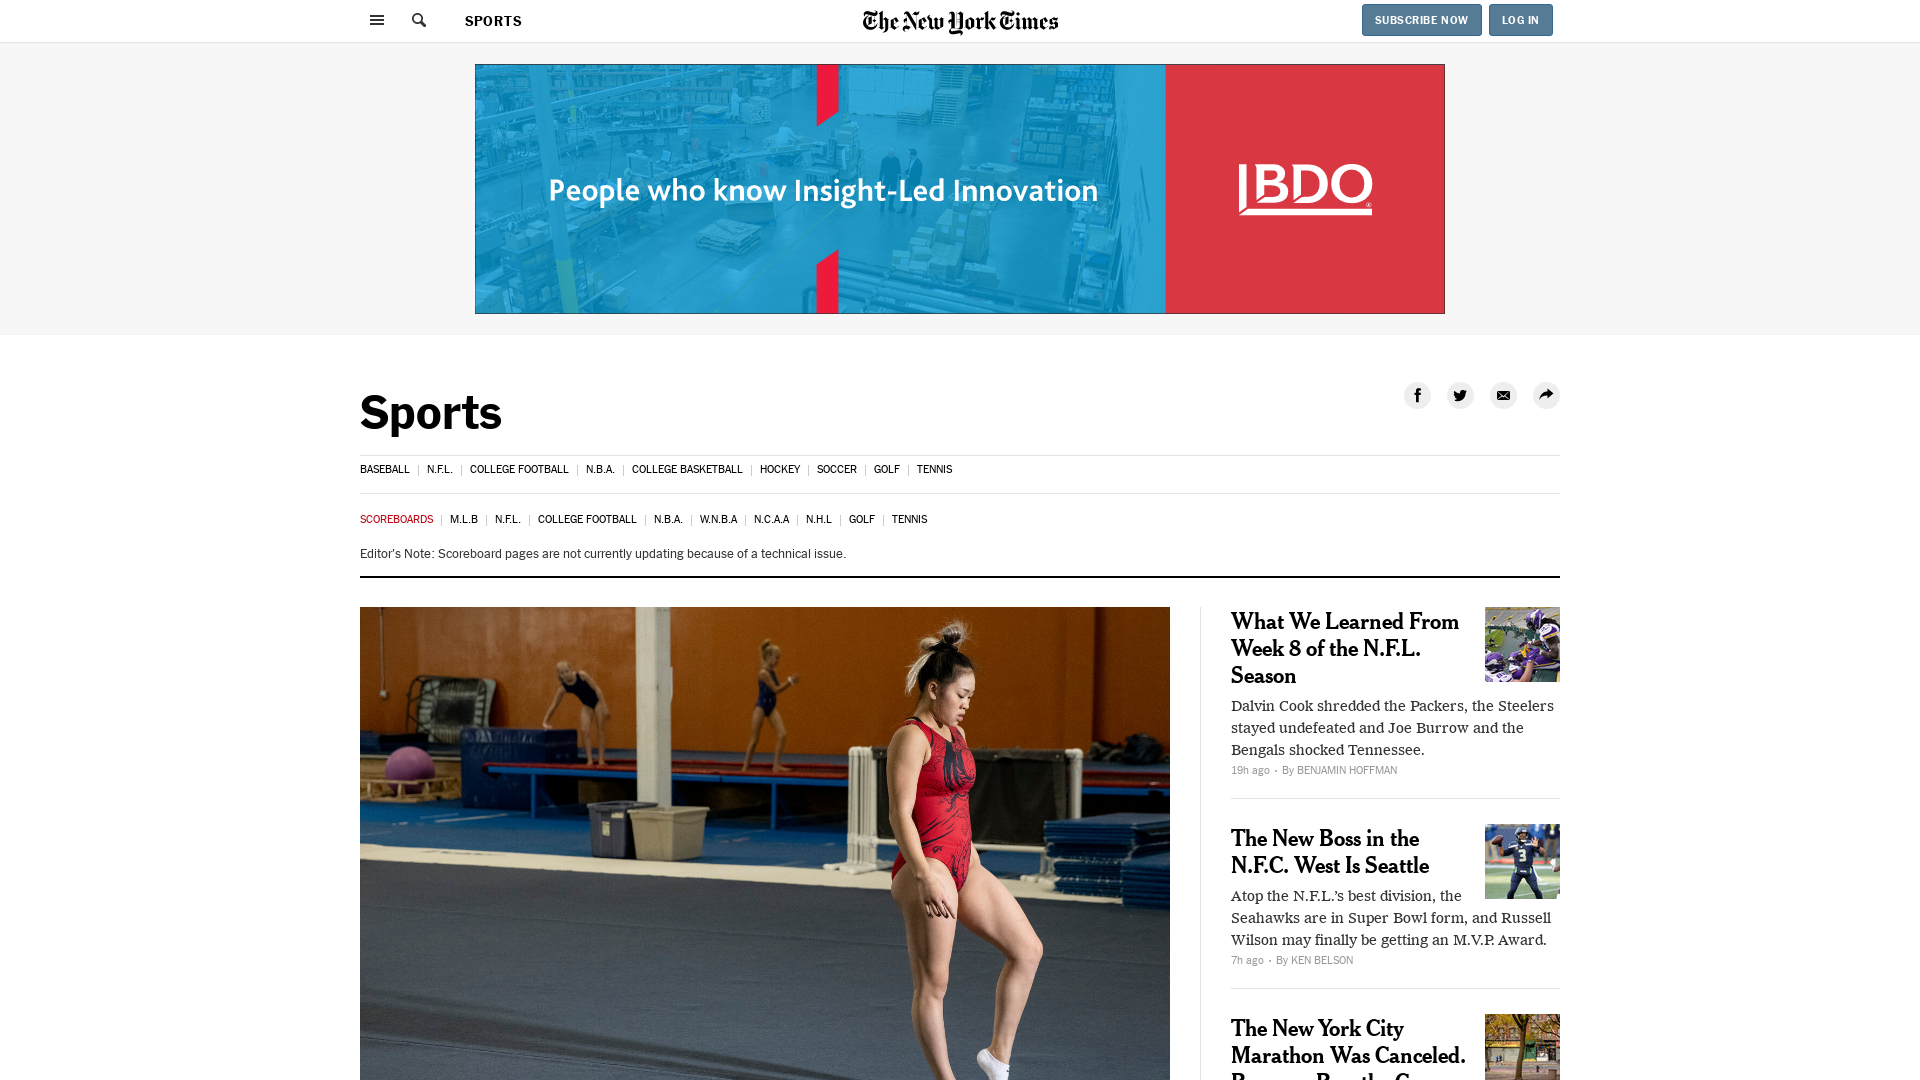 SPORTS
The New York Times
SUBSCRIBE NOW
LOG IN
People who know Insight-Led Innovation
BDO
Sports
BASEBALL
N.F.L.
COLLEGE FOOTBALL
N.B.A.
COLLEGE BASKETBALL
HOCKEY
SOCCER
GOLF
TENNIS
SCOREBOARDS
M.L.B
N.F.L.
COLLEGE FOOTBALL
N.B.A.
W.N.B.A
N.C.A.A
N.H.L
GOLF
TENNIS
Editor's Note: Scoreboard pages are not currently updating because of a technical issue.
What We Learned From
Week 8 of the N.F.L.
Season
Dalvin Cook shredded the Packers, the Steelers
stayed undefeated and Joe Burrow and the
Bengals shocked Tennessee.
19h ago • By BENJAMIN HOFFMAN
The New Boss in the
N.F.C. West Is Seattle
Atop the N.F.L.’s best division, the
Seahawks are in Super Bowl form, and Russell
Wilson may finally be getting an M.V.P. Award.
7h ago • By KEN BELSON
The New York City
Marathon Was Canceled.